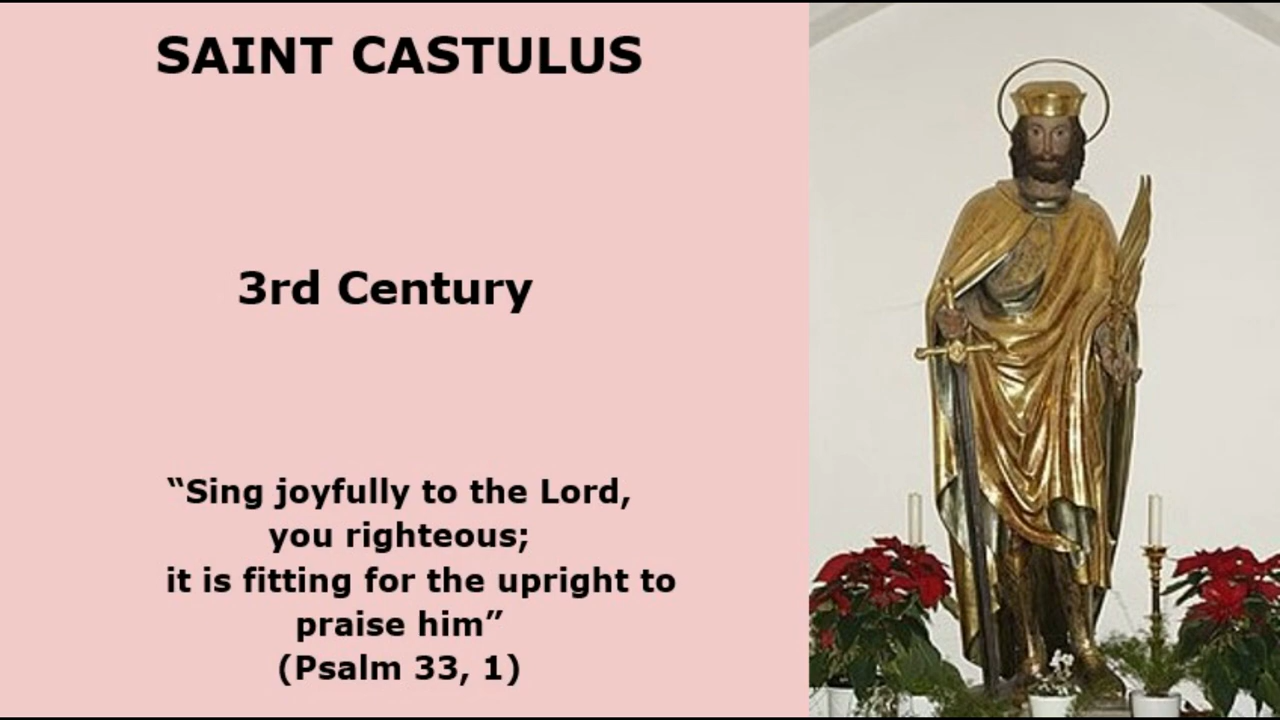 SAINT CASTULUS
3rd Century
“Sing joyfully to the Lord,
you righteous;
it is fitting for the upright to
praise him”
(Psalm 33, 1)